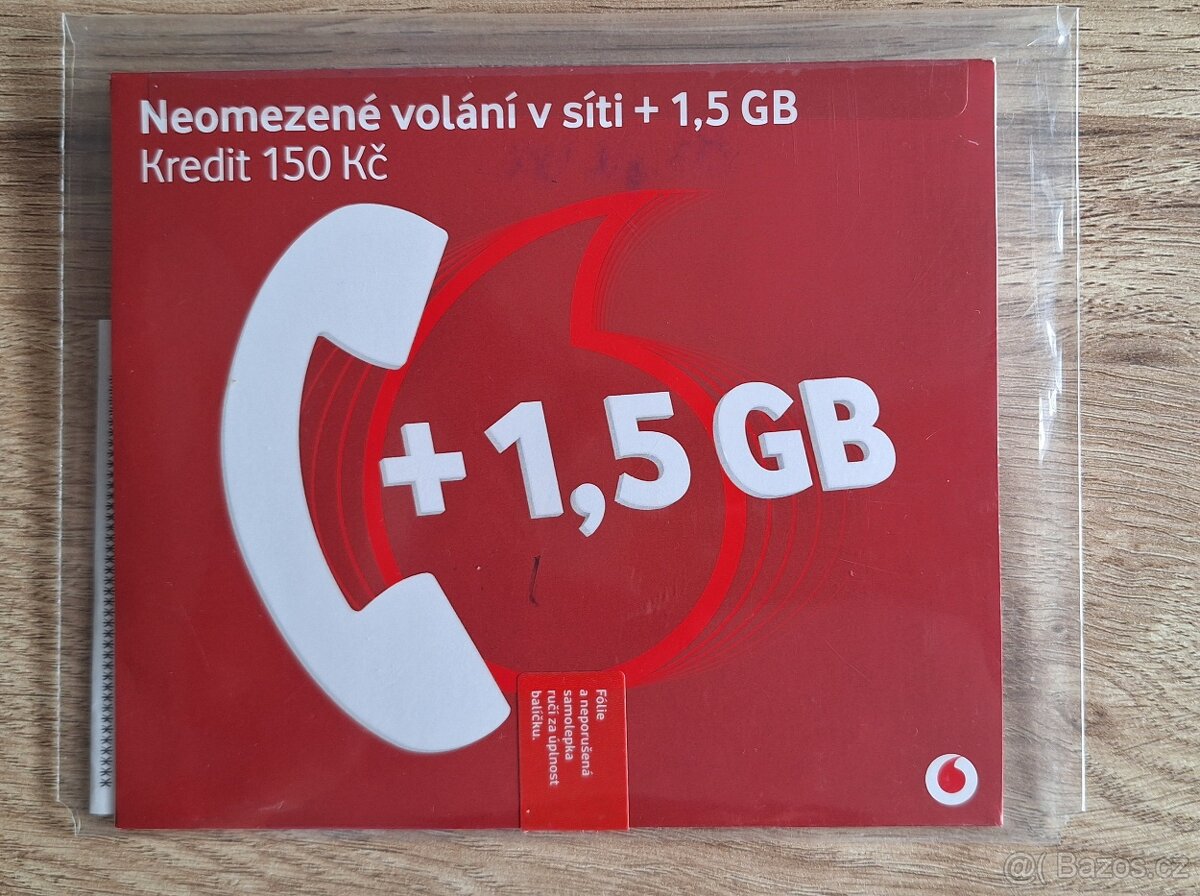 Neomezené volání v síti + 1,5 GB
Kredit 150 Kč
+ 1,5 GB
Fólie
a neporušená
samolepka
ručí za úplnost
balíčku.
@( Bazos.cz